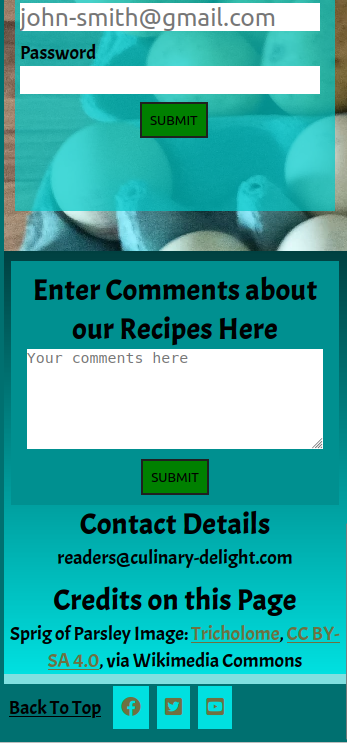 john-smith@gmail.com
Password
SUBMIT
Enter Comments about
our Recipes Here
Your comments here
SUBMIT
Contact Details
readers@culinary-delight.com
Credits on this Page
Sprig of Parsley Image: Tricholome, CC BY-
SA 4.0, via Wikimedia Commons
Back To Top